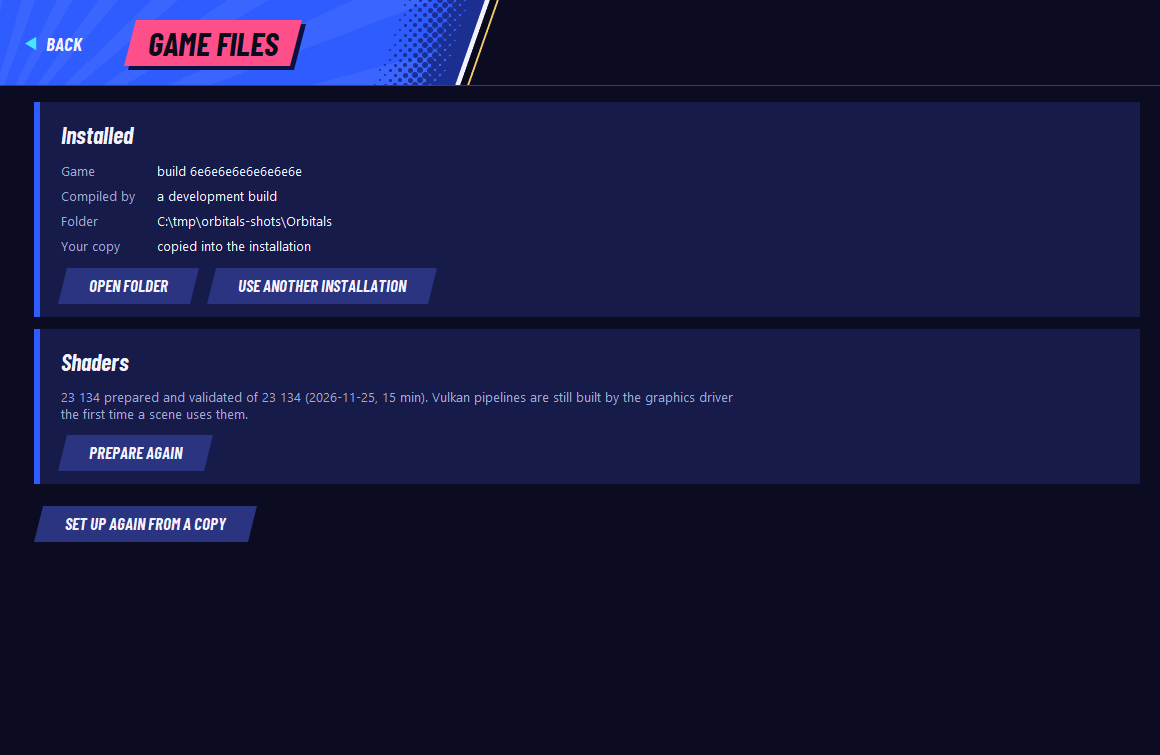 BACK
GAME FILES
Installed
Game build 6e6e6e6e6e6e6e6e
Compiled by a development build
Folder C:\tmp\orbitals-shots\Orbitals
Your copy copied into the installation
OPEN FOLDER USE ANOTHER INSTALLATION
Shaders
23 134 prepared and validated of 23 134 (2026-11-25, 15 min). Vulkan pipelines are still built by the graphics driver
the first time a scene uses them.
PREPARE AGAIN
SET UP AGAIN FROM A COPY